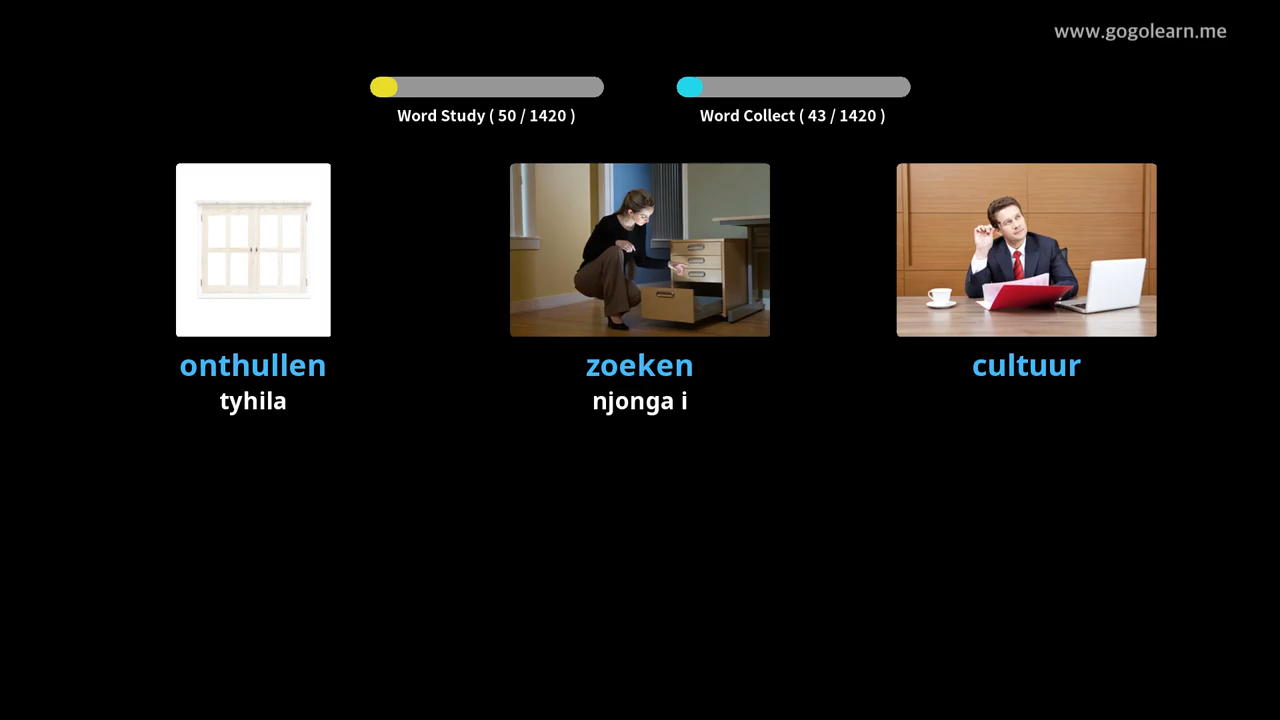 www.gogolearn.me
Word Study ( 50 / 1420 )
Word Collect ( 43 / 1420 )
onthullen
tyhila
zoeken
njonga i
cultuur